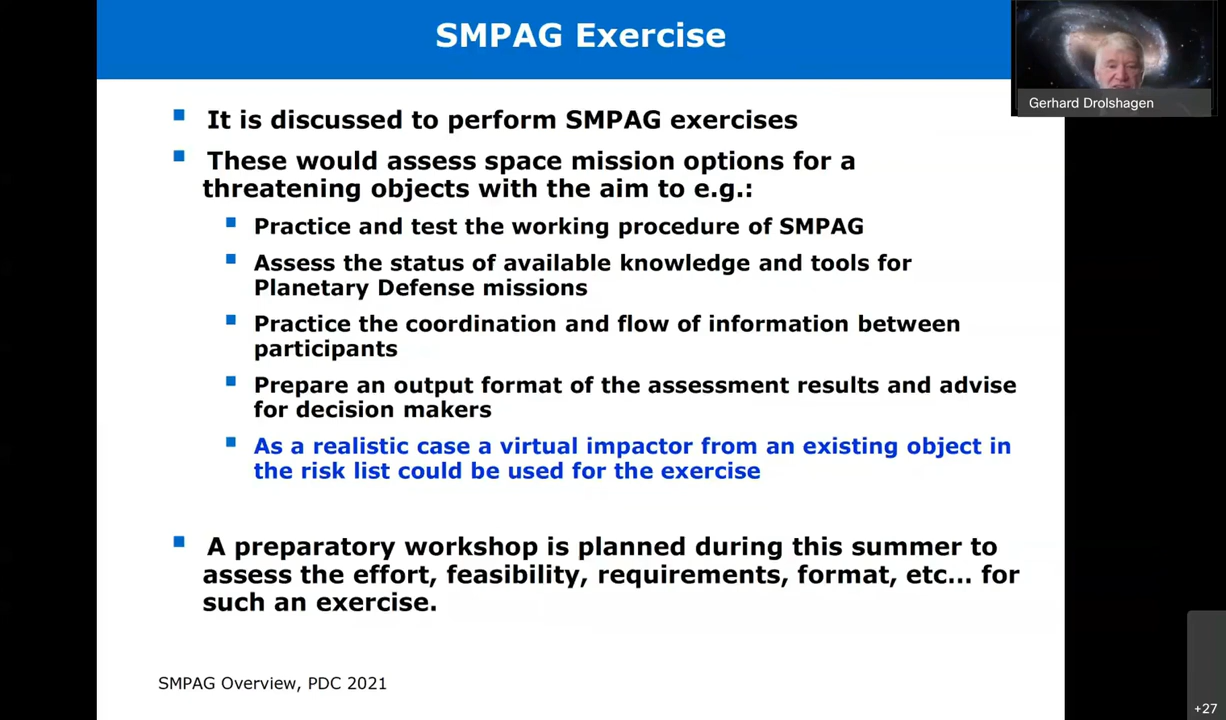 SMPAG Exercise
Gerhard Drolshagen
It is discussed to perform SMPAG exercises
These would assess space mission options for a
threatening objects with the aim to e.g.:
Practice and test the working procedure of SMPAG
Assess the status of available knowledge and tools for
Planetary Defense missions
Practice the coordination and flow of information between
participants
Prepare an output format of the assessment results and advise
for decision makers
As a realistic case a virtual impactor from an existing object in
the risk list could be used for the exercise
A preparatory workshop is planned during this summer to
assess the effort, feasibility, requirements, format, etc... for
such an exercise.
SMPAG Overview, PDC 2021
+27